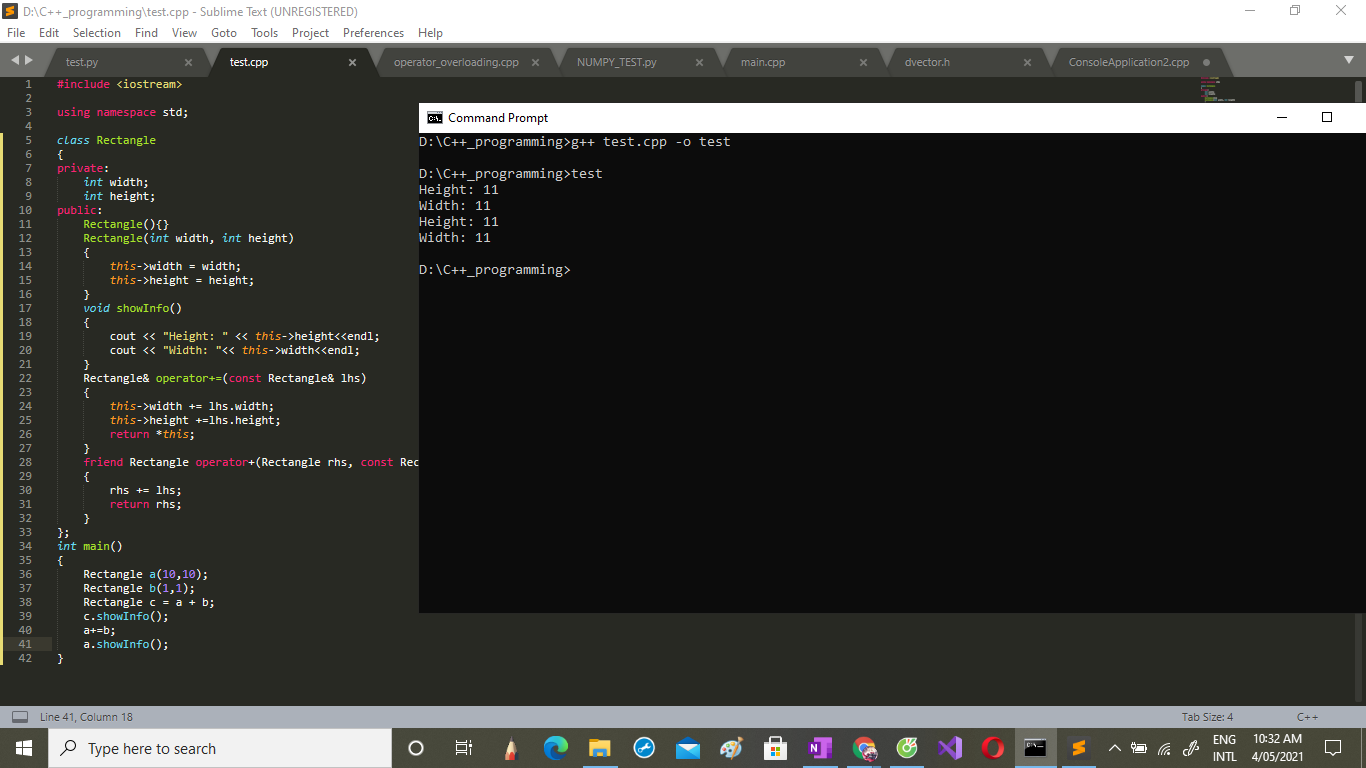 D:\C++_programming\test.cpp - Sublime Text (UNREGISTERED)
File Edit Selection Find View Goto Tools Project Preferences Help
test.py test.cpp operator_overloading.cpp NUMPY_TEST.py main.cpp dvector.h ConsoleApplication2.cpp
1 #include <iostream>
2
3 using namespace std;
4
5 class Rectangle
6 {
7 private:
8 int width;
9 int height;
10 public:
11 Rectangle(){}
12 Rectangle(int width, int height)
13 {
14 this->width = width;
15 this->height = height;
16 }
17 void showInfo()
18 {
19 cout << "Height: " << this->height<<endl;
20 cout << "Width: "<< this->width<<endl;
21 }
22 Rectangle& operator+=(const Rectangle& lhs)
23 {
24 this->width += lhs.width;
25 this->height +=lhs.height;
26 return *this;
27 }
28 friend Rectangle operator+(Rectangle rhs, const Rec
29 {
30 rhs += lhs;
31 return rhs;
32 }
33 };
34 int main()
35 {
36 Rectangle a(10,10);
37 Rectangle b(1,1);
38 Rectangle c = a + b;
39 c.showInfo();
40 a+=b;
41 a.showInfo();
42 }
Command Prompt
D:\C++_programming>g++ test.cpp -o test
D:\C++_programming>test
Height: 11
Width: 11
Height: 11
Width: 11
D:\C++_programming>
Line 41, Column 18 Tab Size: 4 C++
Type here to search
ENG
INTL
10:32 AM
4/05/2021